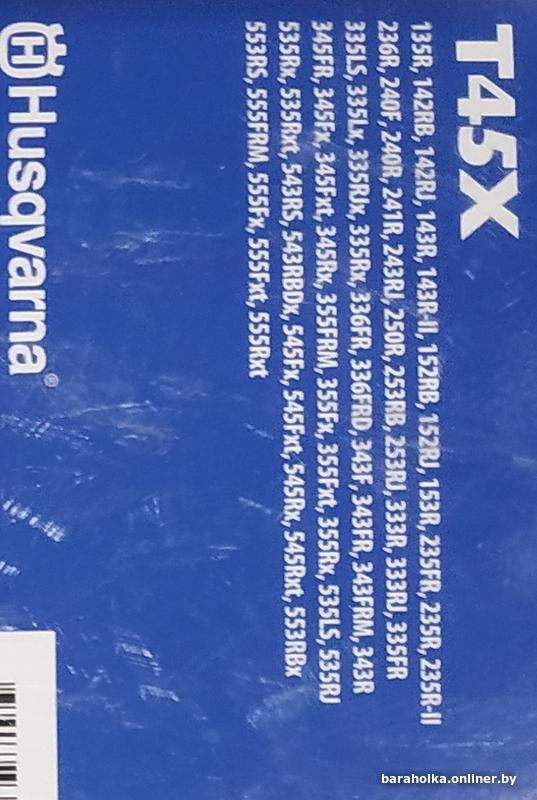 T45X
135R, 142RB, 142RJ, 143R, 143R-II, 152RB, 152RJ, 153R, 235FR, 235R, 235R-II
236R, 240F, 240R, 241R, 243RJ, 250R, 253RB, 253RJ, 333R, 333RJ, 335FR
335LS, 335Lx, 335RJx, 335Rx, 336FR, 336FRD, 343F, 343FR, 343FRM, 343R
345FR, 345Fx, 345Fxt, 345Rx, 355FRM, 355Fx, 355Fxt, 355Rx, 535LS, 535RJ
535Rx, 535Rxt, 543RS, 543RBDx, 545Fx, 545Fxt, 545Rx, 545Rxt, 553RBx
553RS, 555FRM, 555Fx, 555Fxt, 555Rxt
Husqvarna®
baraholka.onliner.by